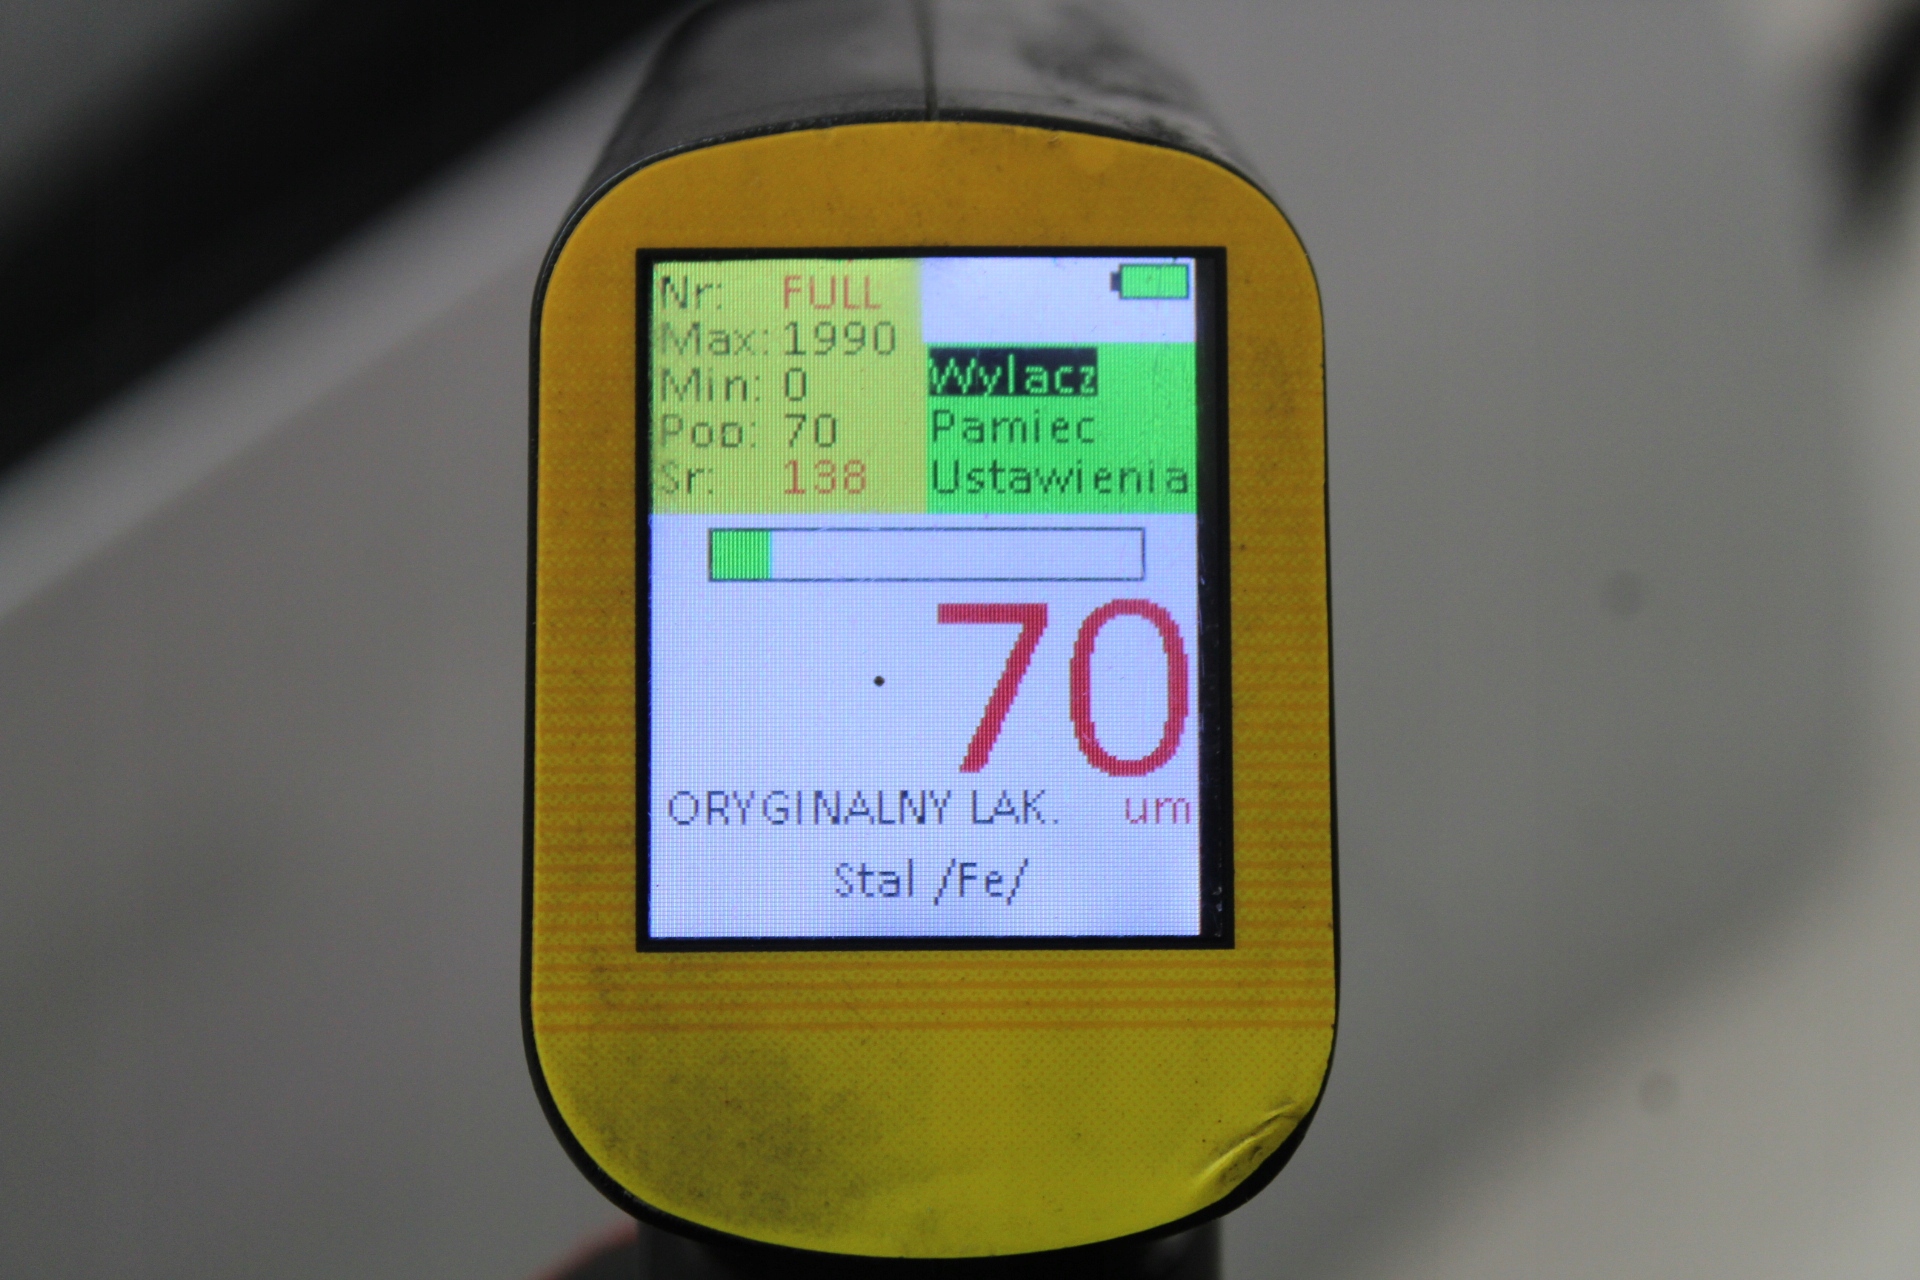 Nr: FULL
Max: 1990
Min: 0
Pop: 70
Sr: 138
Wylacz
Pamiec
Ustawienia
70
ORYGINALNY LAK. um
Stal /Fe/